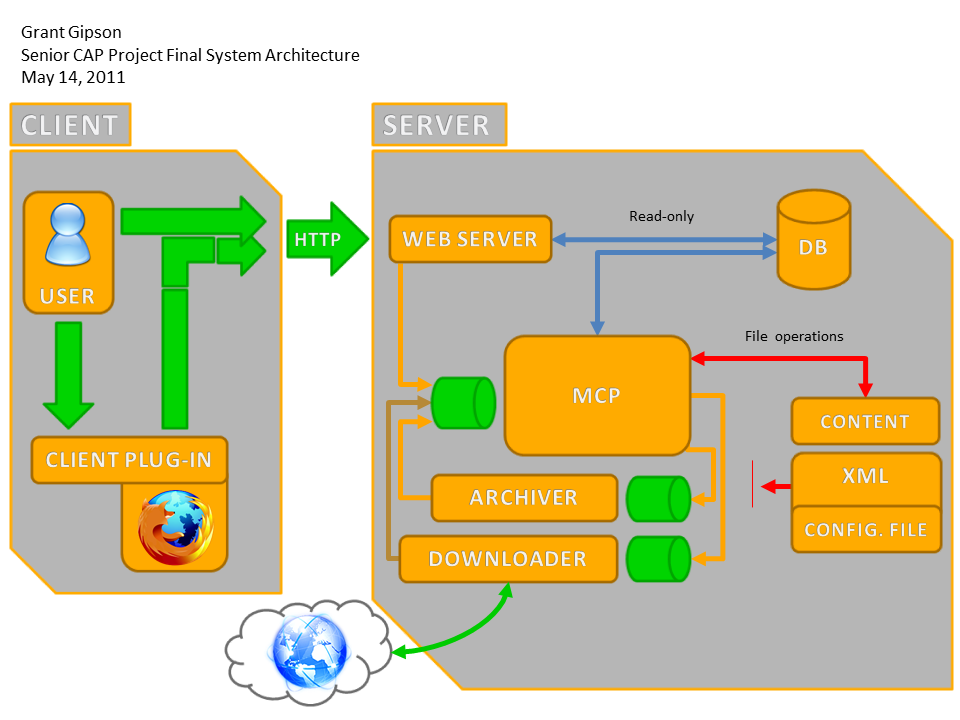 Grant Gipson
Senior CAP Project Final System Architecture
May 14, 2011
CLIENT
SERVER
USER
HTTP
WEB SERVER
Read-only
DB
File operations
MCP
CONTENT
CLIENT PLUG-IN
ARCHIVER
XML
CONFIG. FILE
DOWNLOADER